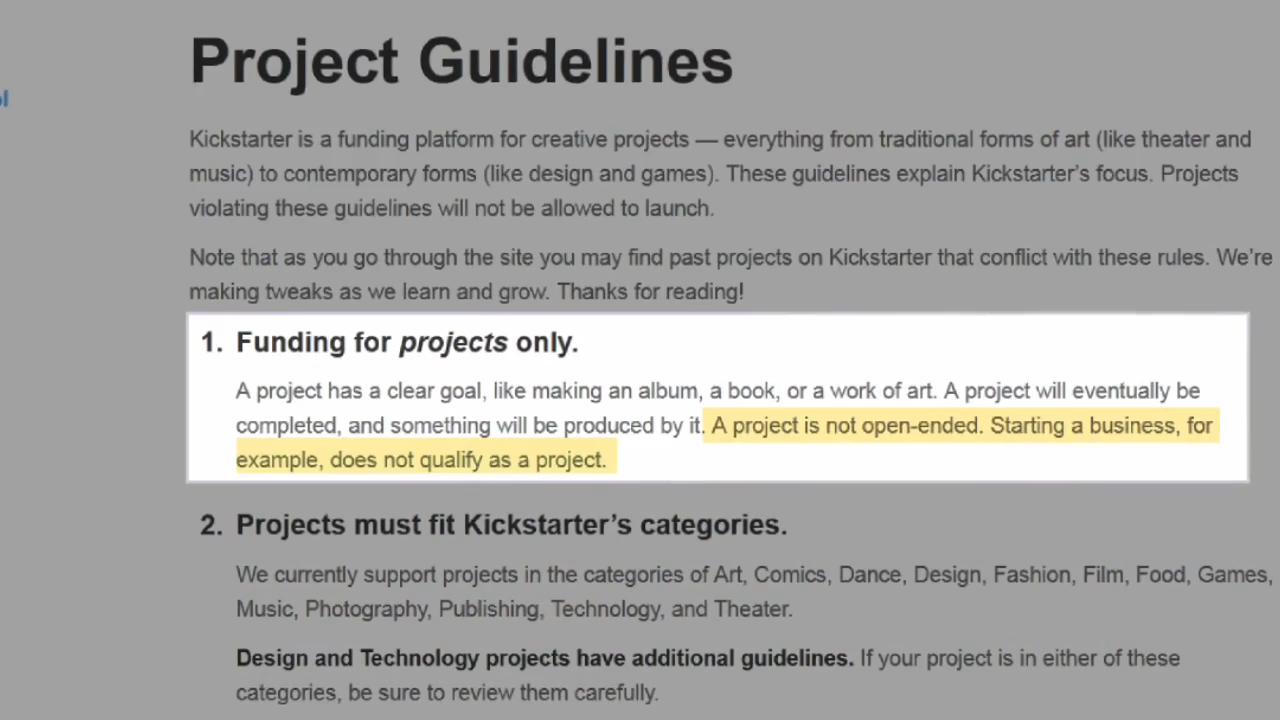 Project Guidelines
Kickstarter is a funding platform for creative projects — everything from traditional forms of art (like theater and
music) to contemporary forms (like design and games). These guidelines explain Kickstarter’s focus. Projects
violating these guidelines will not be allowed to launch.
Note that as you go through the site you may find past projects on Kickstarter that conflict with these rules. We’re
making tweaks as we learn and grow. Thanks for reading!
1. Funding for projects only.
A project has a clear goal, like making an album, a book, or a work of art. A project will eventually be
completed, and something will be produced by it. A project is not open-ended. Starting a business, for
example, does not qualify as a project.
2. Projects must fit Kickstarter’s categories.
We currently support projects in the categories of Art, Comics, Dance, Design, Fashion, Film, Food, Games,
Music, Photography, Publishing, Technology, and Theater.
Design and Technology projects have additional guidelines. If your project is in either of these
categories, be sure to review them carefully.